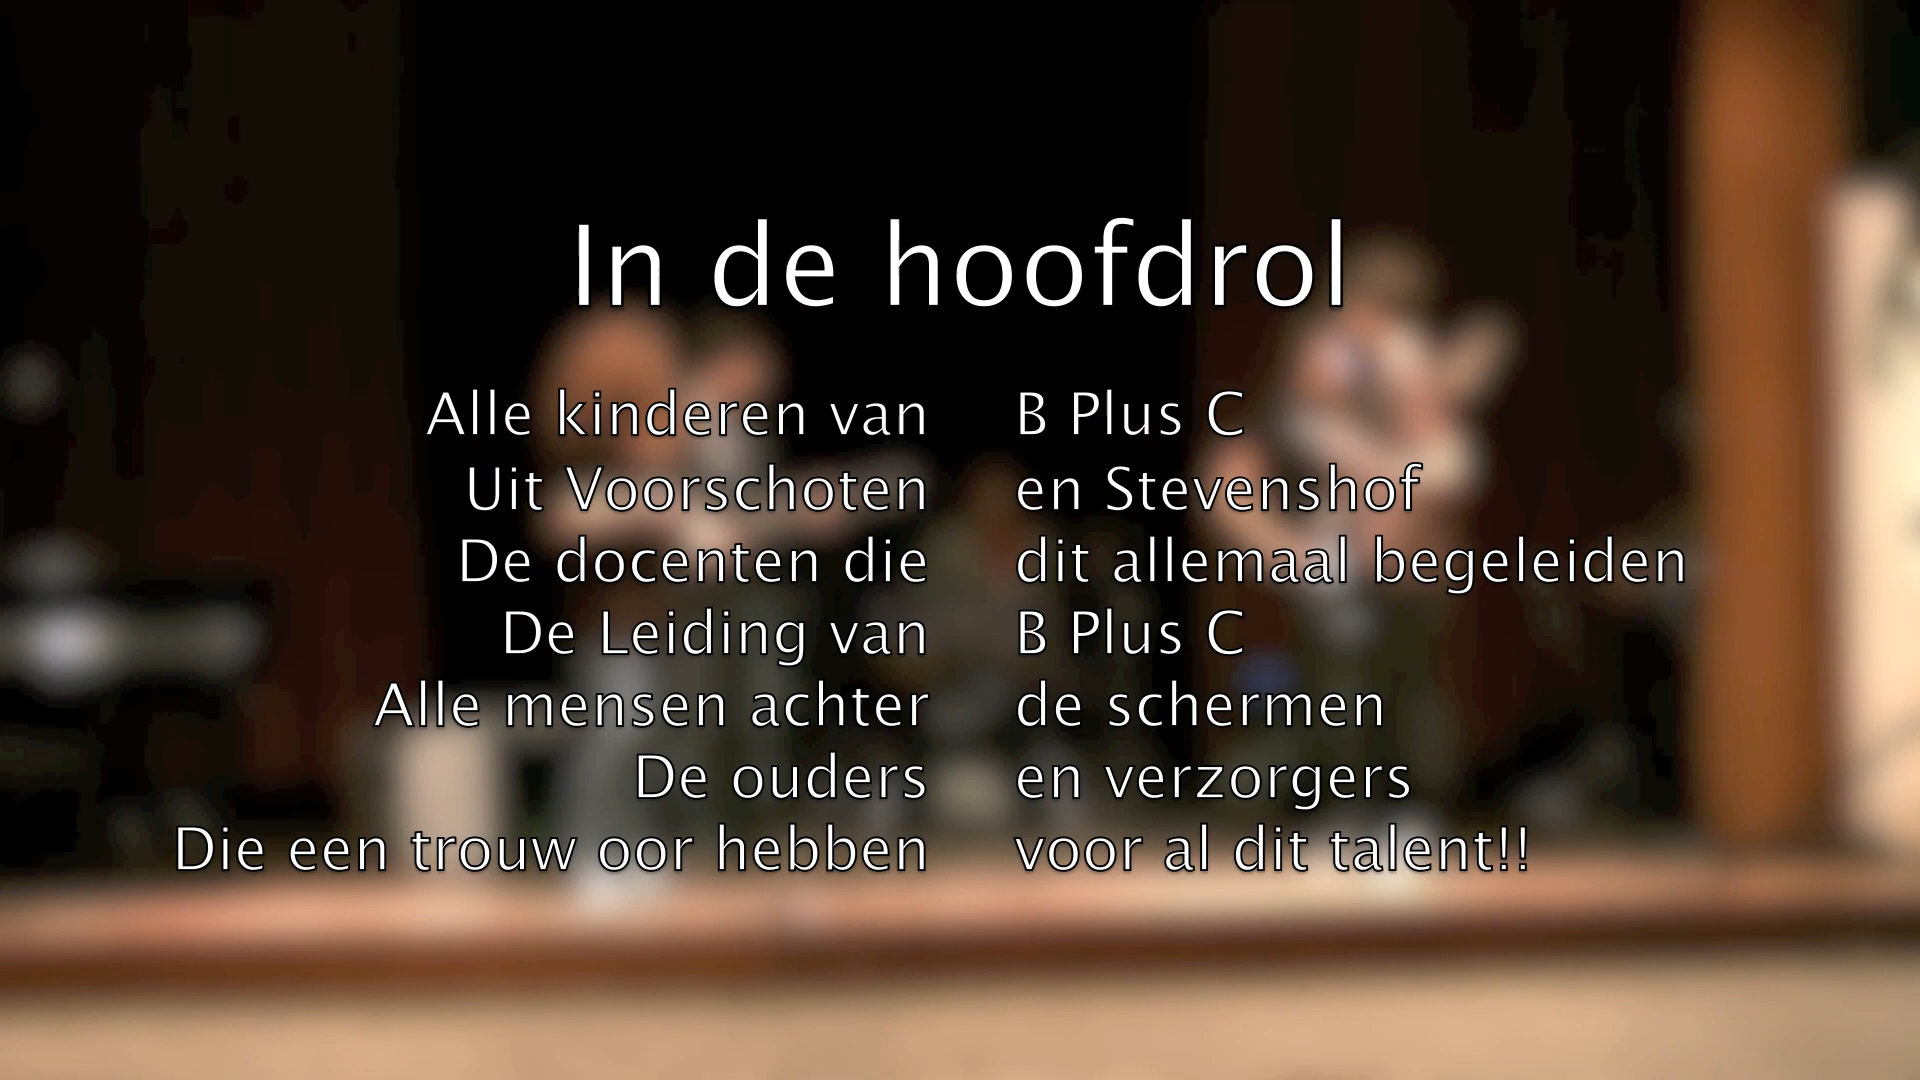 In de hoofdrol
Alle kinderen van B Plus C
Uit Voorschoten en Stevenshof
De docenten die dit allemaal begeleiden
De Leiding van B Plus C
Alle mensen achter de schermen
De ouders en verzorgers
Die een trouw oor hebben voor al dit talent!!